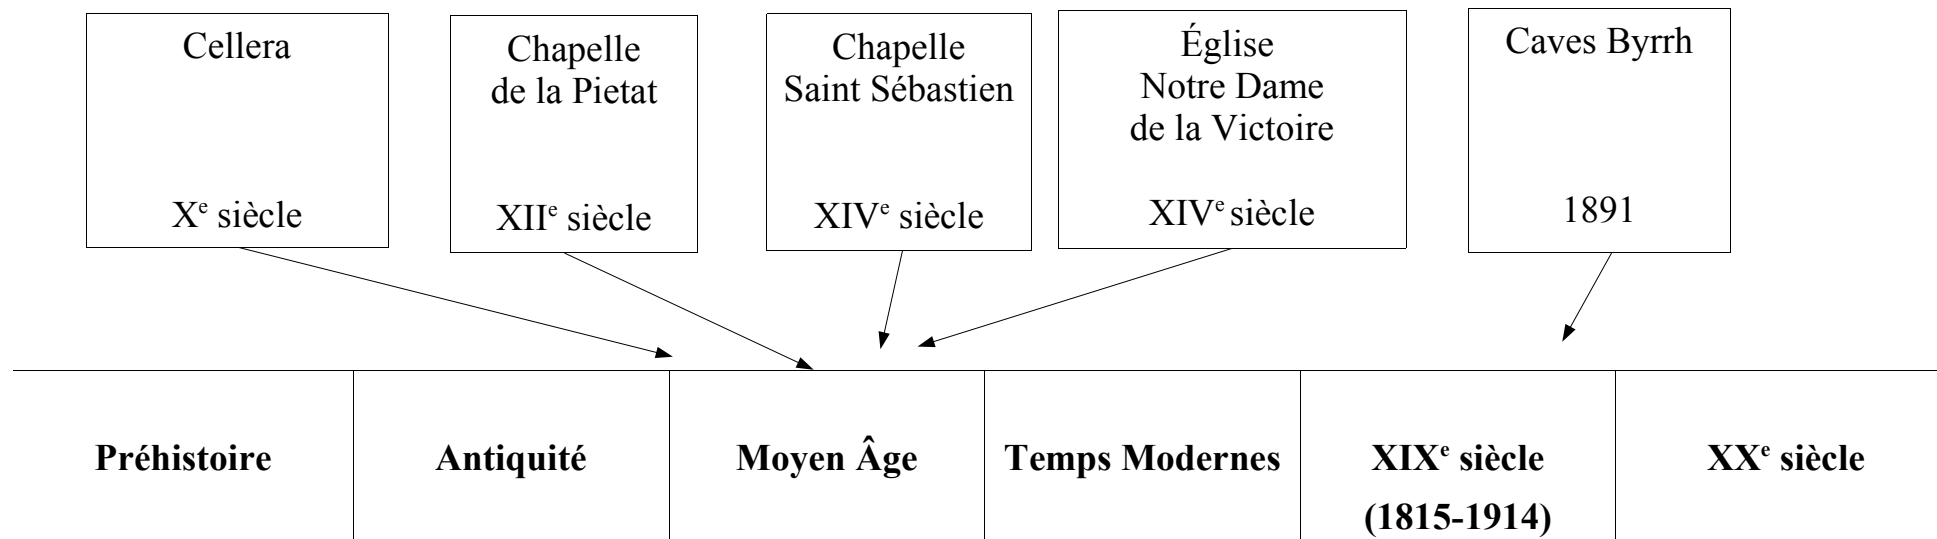 Cellera
Xe siècle
Chapelle
de la Pietat
XIIe siècle
Chapelle
Saint Sébastien
XIVe siècle
Église
Notre Dame
de la Victoire
XIVe siècle
Caves Byrrh
1891
Préhistoire
Antiquité
Moyen Âge
Temps Modernes
XIXe siècle
(1815-1914)
XXe siècle